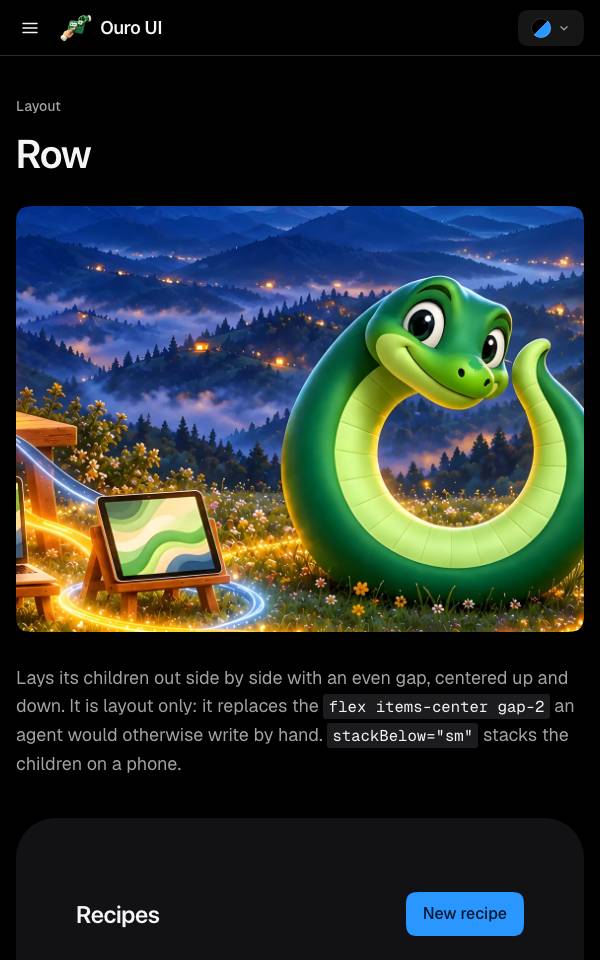 Ouro UI
Layout
Row
Lays its children out side by side with an even gap, centered up and
down. It is layout only: it replaces the flex items-center gap-2 an
agent would otherwise write by hand. stackBelow="sm" stacks the
children on a phone.
Recipes
New recipe